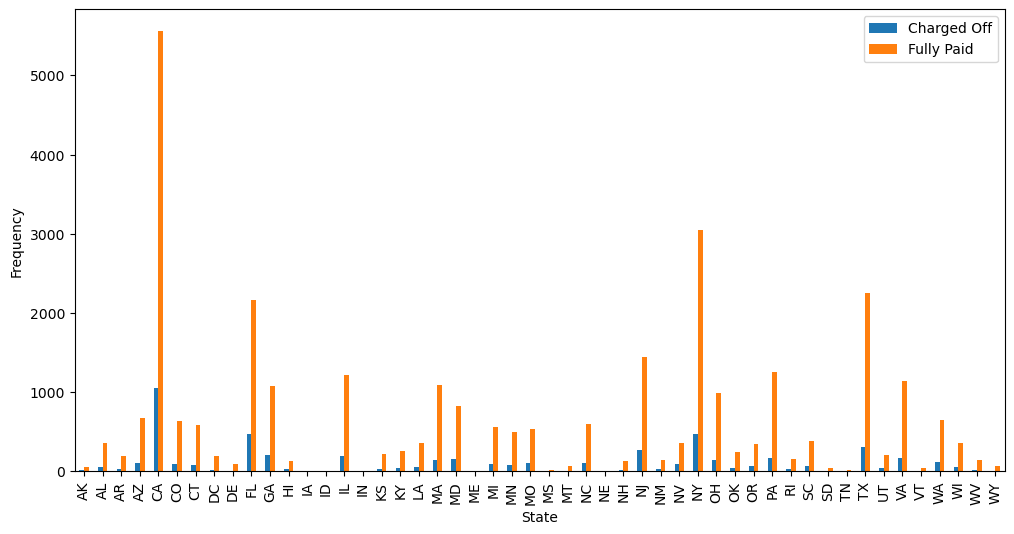 Charged Off
Fully Paid
Frequency
5000
4000
3000
2000
1000
0
AK AL AR AZ CA CO CT DC DE FL GA HI IA ID IL IN KS KY LA MA MD ME MI MN MO MS MT NC NE NH NJ NM NV NY OH OK OR PA RI SC SD TN TX UT VA VT WA WI WV WY
State